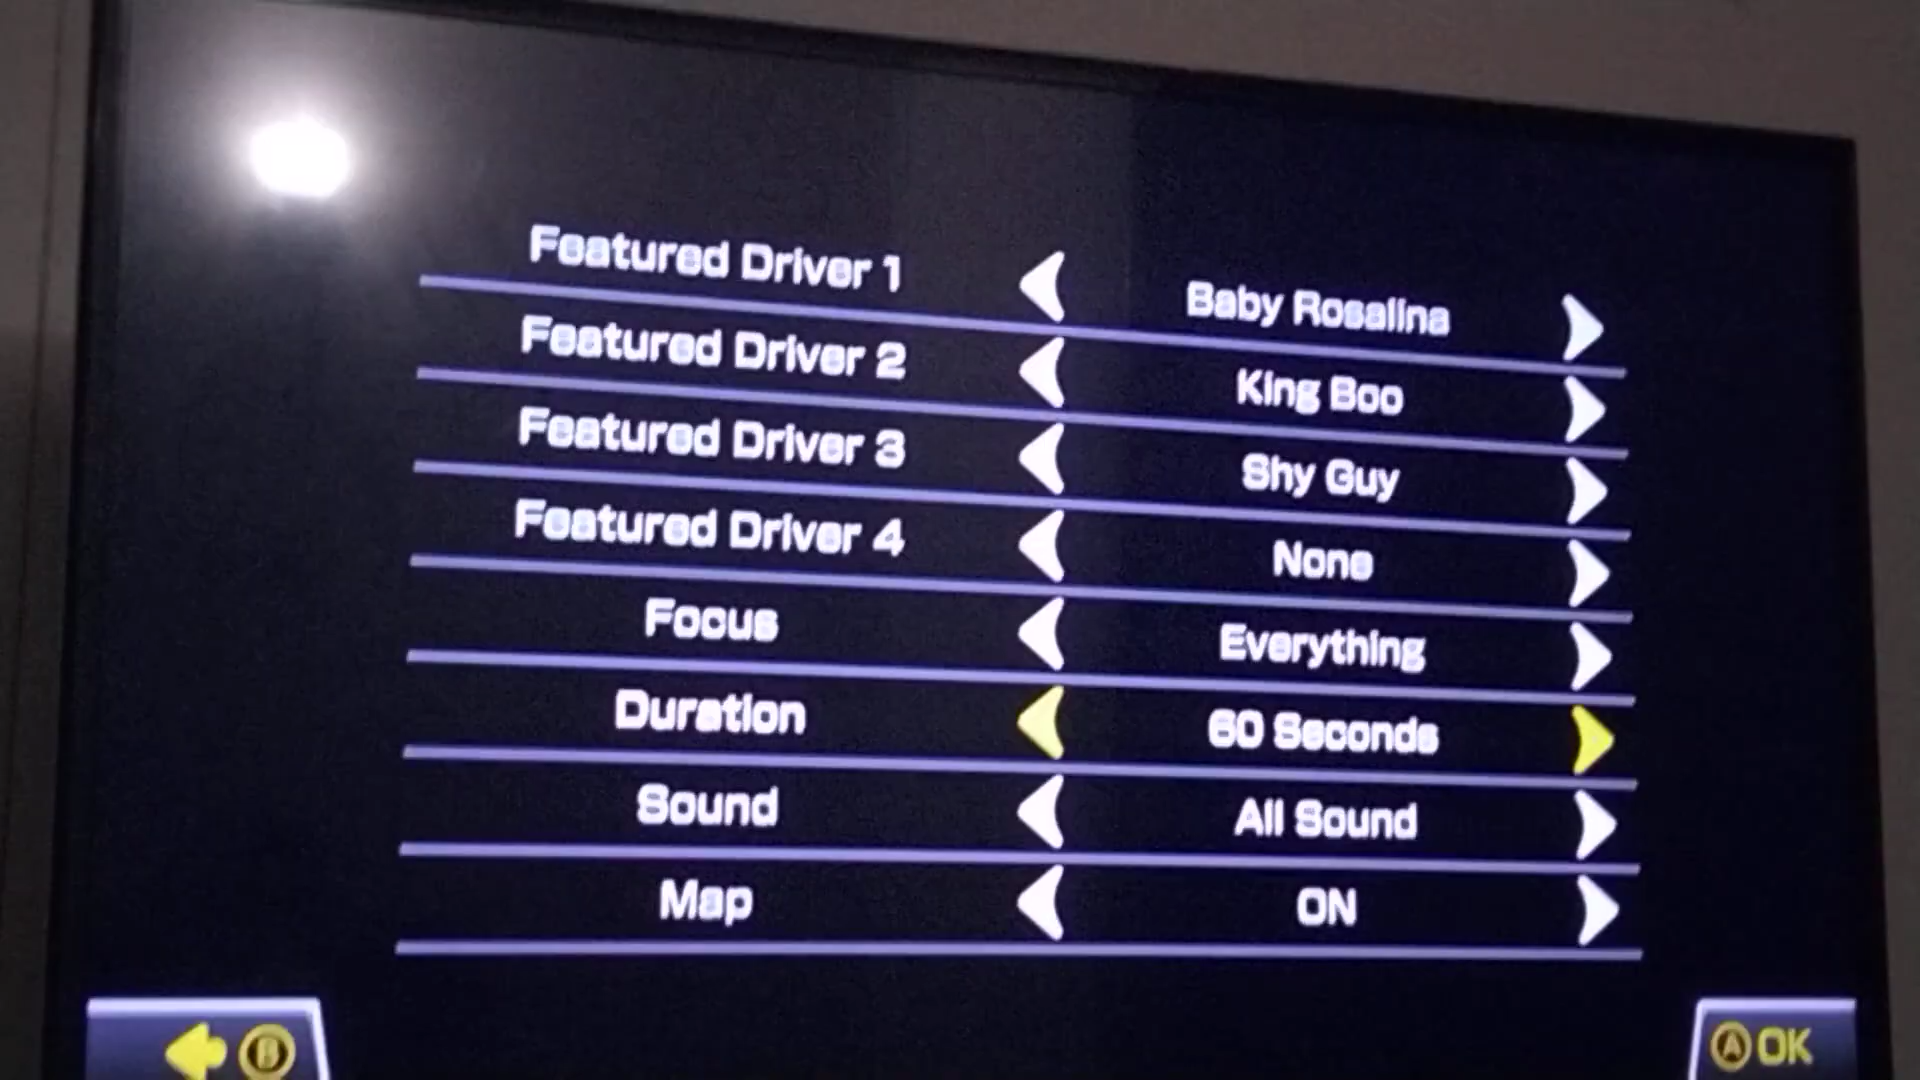 Featured Driver 1 Baby Rosalina
Featured Driver 2 King Boo
Featured Driver 3 Shy Guy
Featured Driver 4 None
Focus Everything
Duration 60 Seconds
Sound All Sound
Map ON
B
A OK